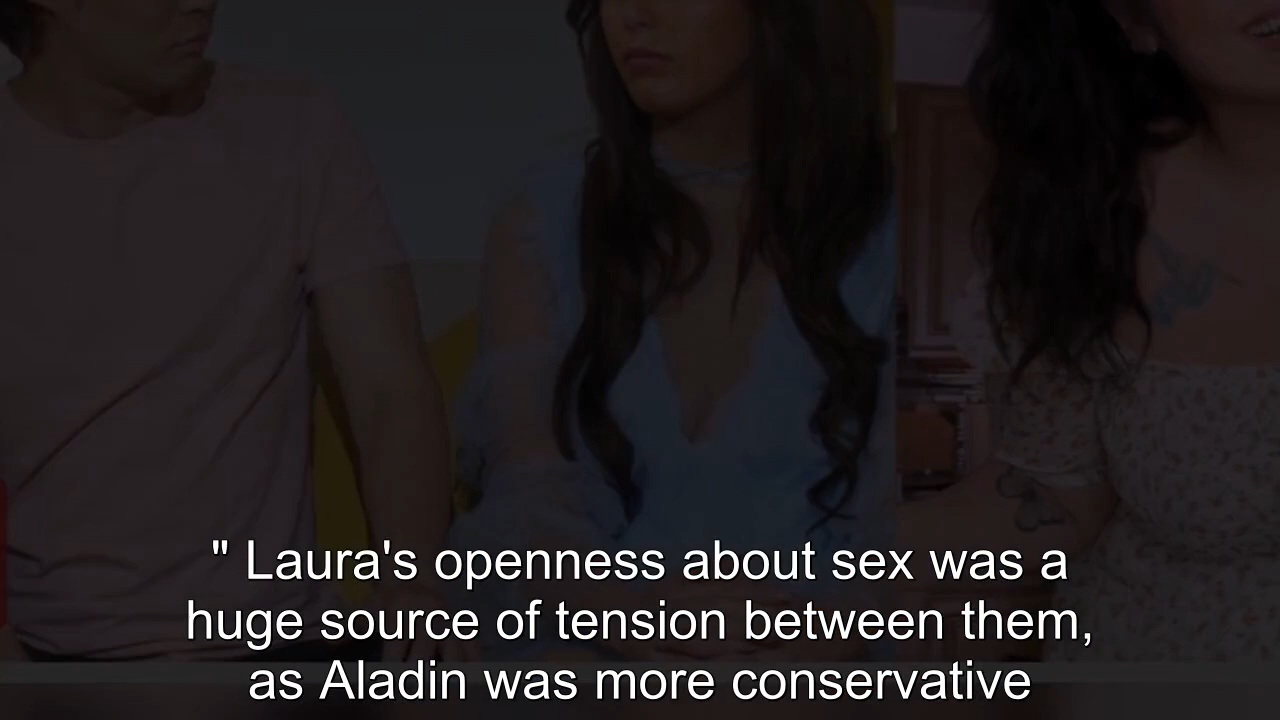 " Laura's openness about sex was a
huge source of tension between them,
as Aladin was more conservative